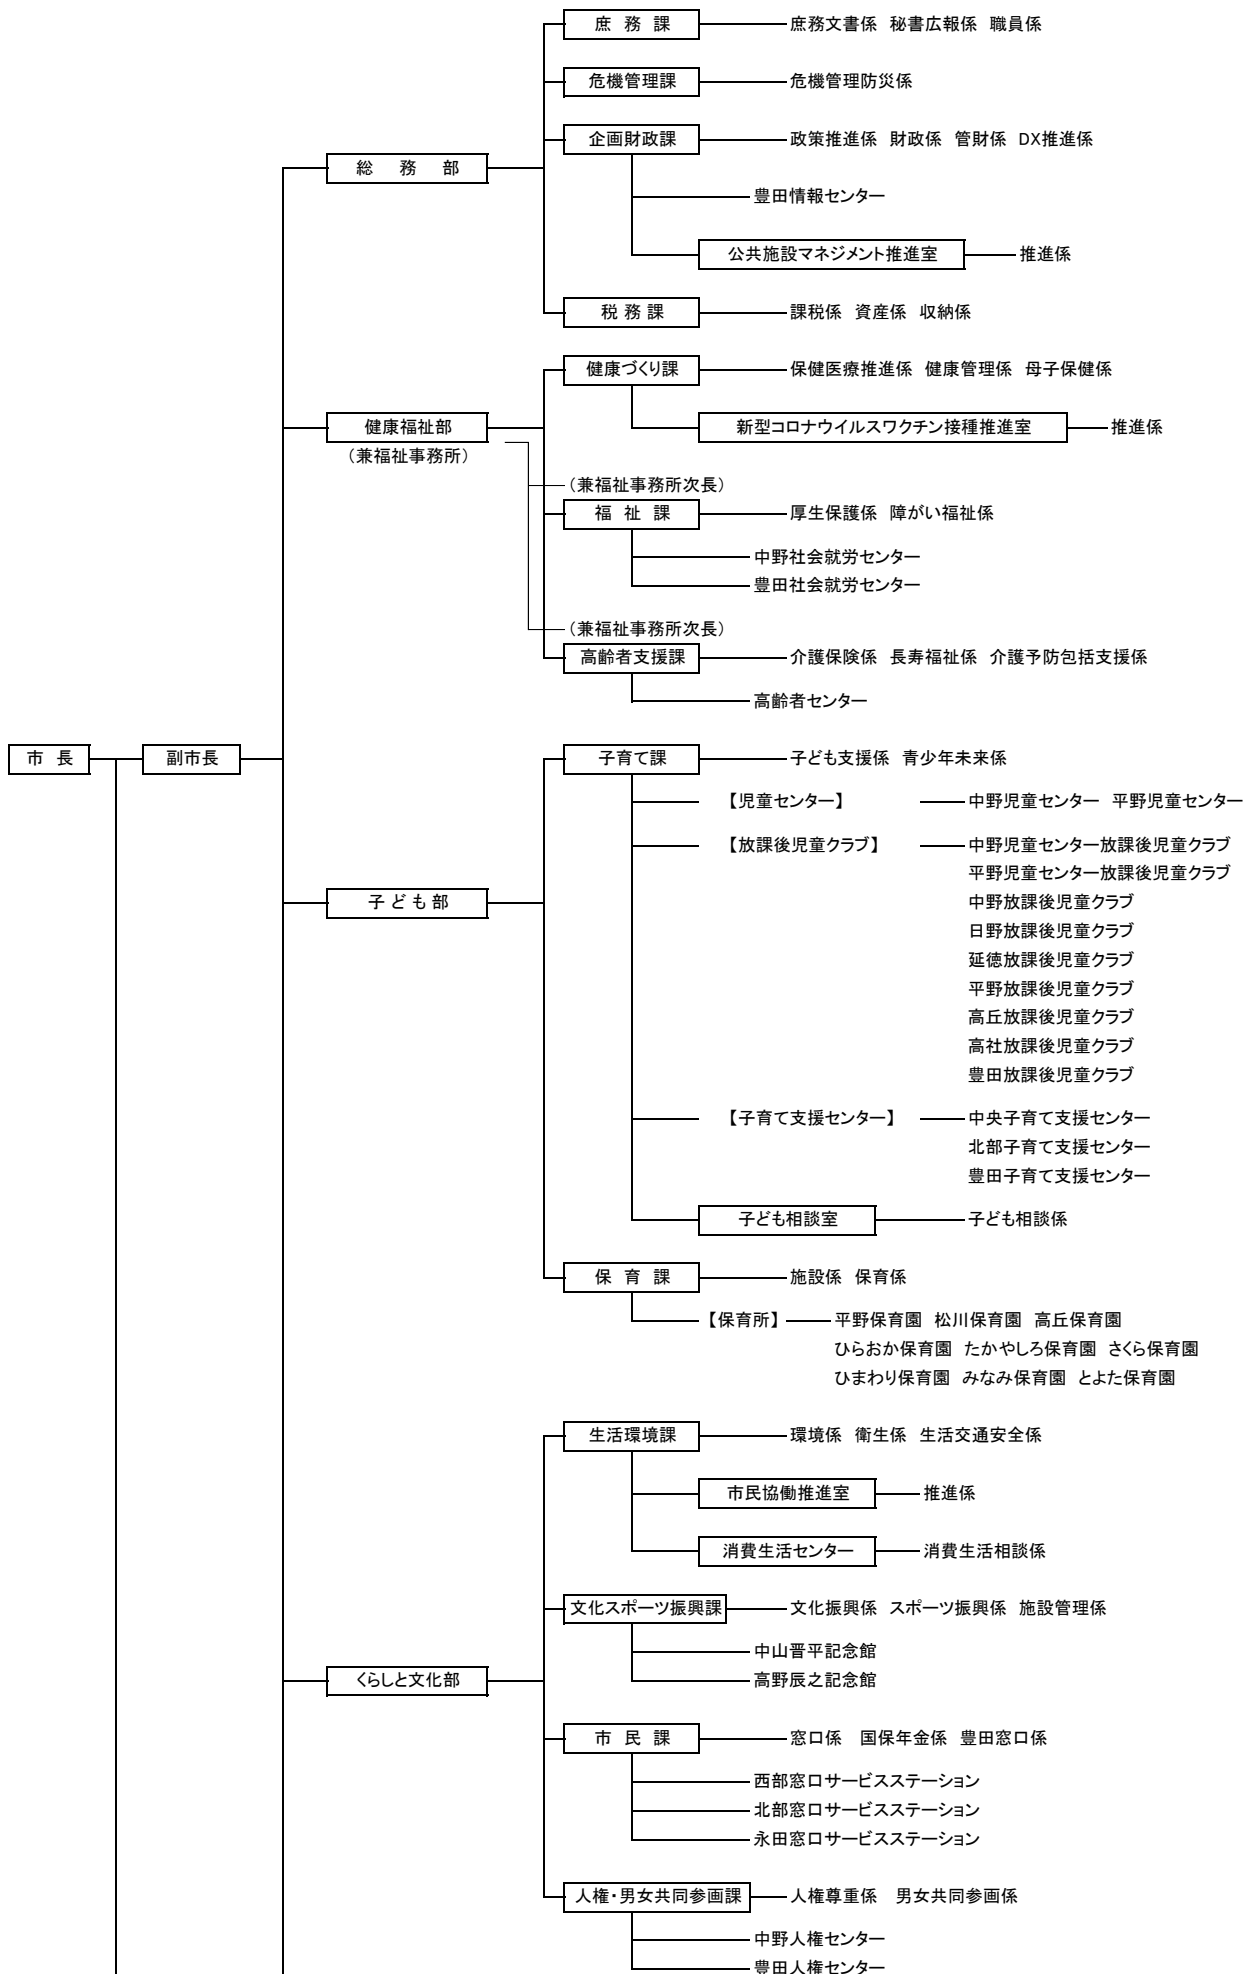 庶務課 庶務文書係 秘書広報係 職員係
危機管理課 危機管理防災係
企画財政課 政策推進係 財政係 管財係 DX推進係
総務部
豊田情報センター
公共施設マネジメント推進室 推進係
税務課 課税係 資産係 収納係
健康づくり課 保健医療推進係 健康管理係 母子保健係
健康福祉部 新型コロナウイルスワクチン接種推進室 推進係
（兼福祉事務所）
（兼福祉事務所次長）
福祉課 厚生保護係 障がい福祉係
中野社会就労センター
豊田社会就労センター
（兼福祉事務所次長）
高齢者支援課 介護保険係 長寿福祉係 介護予防包括支援係
高齢者センター
市長 副市長 子育て課 子ども支援係 青少年未来係
【児童センター】 中野児童センター 平野児童センター
【放課後児童クラブ】 中野児童センター放課後児童クラブ
平野児童センター放課後児童クラブ
子ども部 中野放課後児童クラブ
日野放課後児童クラブ
延徳放課後児童クラブ
平野放課後児童クラブ
高丘放課後児童クラブ
高社放課後児童クラブ
豊田放課後児童クラブ
【子育て支援センター】 中央子育て支援センター
北部子育て支援センター
豊田子育て支援センター
子ども相談室 子ども相談係
保育課 施設係 保育係
【保育所】 平野保育園 松川保育園 高丘保育園
ひらおか保育園 たかやしろ保育園 さくら保育園
ひまわり保育園 みなみ保育園 とよた保育園
生活環境課 環境係 衛生係 生活交通安全係
市民協働推進室 推進係
消費生活センター 消費生活相談係
文化スポーツ振興課 文化振興係 スポーツ振興係 施設管理係
中山晋平記念館
くらしと文化部 高野辰之記念館
市民課 窓口係 国保年金係 豊田窓口係
西部窓口サービスステーション
北部窓口サービスステーション
永田窓口サービスステーション
人権・男女共同参画課 人権尊重係 男女共同参画係
中野人権センター
豊田人権センター